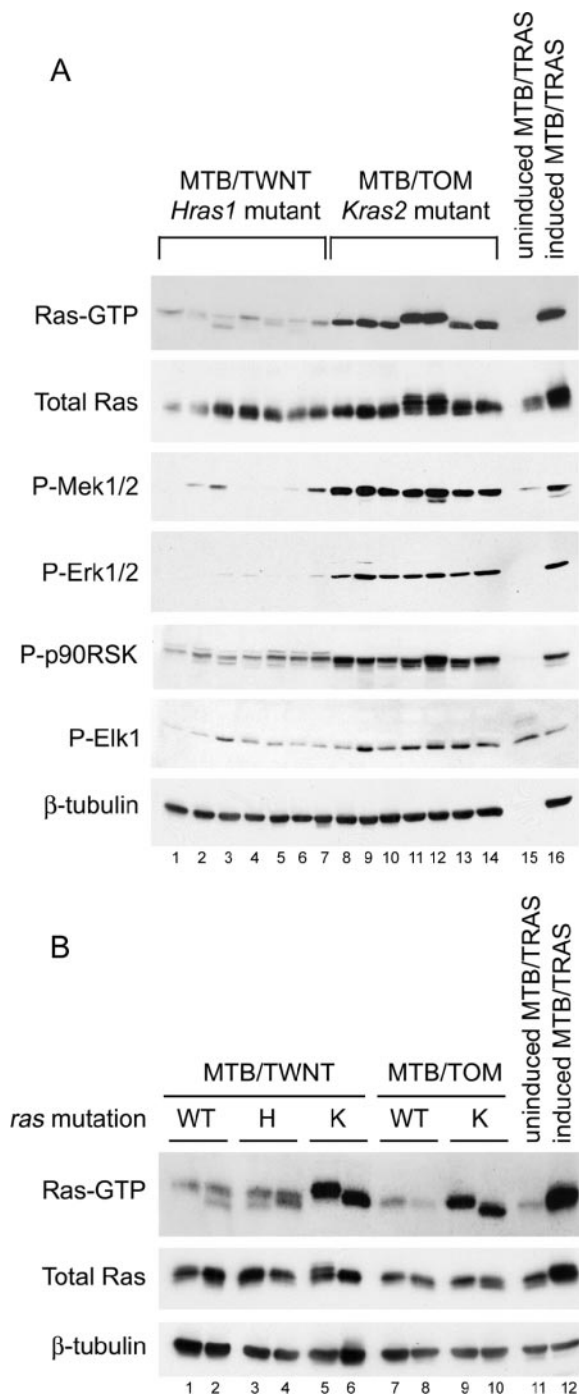 A
MTB/TWNT
Hras1 mutant
MTB/TOM
Kras2 mutant
uninduced MTB/TRAS
induced MTB/TRAS
Ras-GTP
Total Ras
P-Mek1/2
P-Erk1/2
P-p90RSK
P-Elk1
β-tubulin
1 2 3 4 5 6 7 8 9 10 11 12 13 14 15 16
B
MTB/TWNT
MTB/TOM
uninduced MTB/TRAS
induced MTB/TRAS
ras mutation WT H K WT K
Ras-GTP
Total Ras
β-tubulin
1 2 3 4 5 6 7 8 9 10 11 12